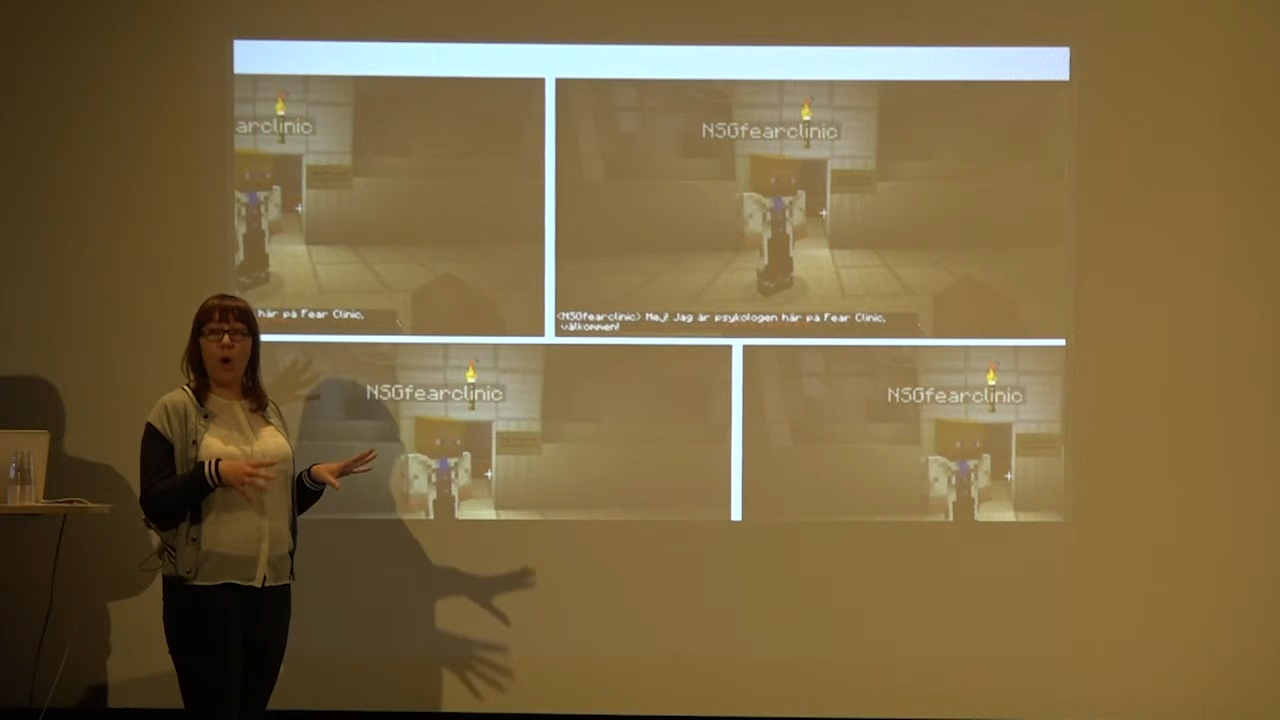 arclinic
NSGfearclinic
här på Fear Clinic,
<NSGfearclinic> Hej! Jag är psykologen här på Fear Clinic,
välkommen!
NSGfearclinic
NSGfearclinic